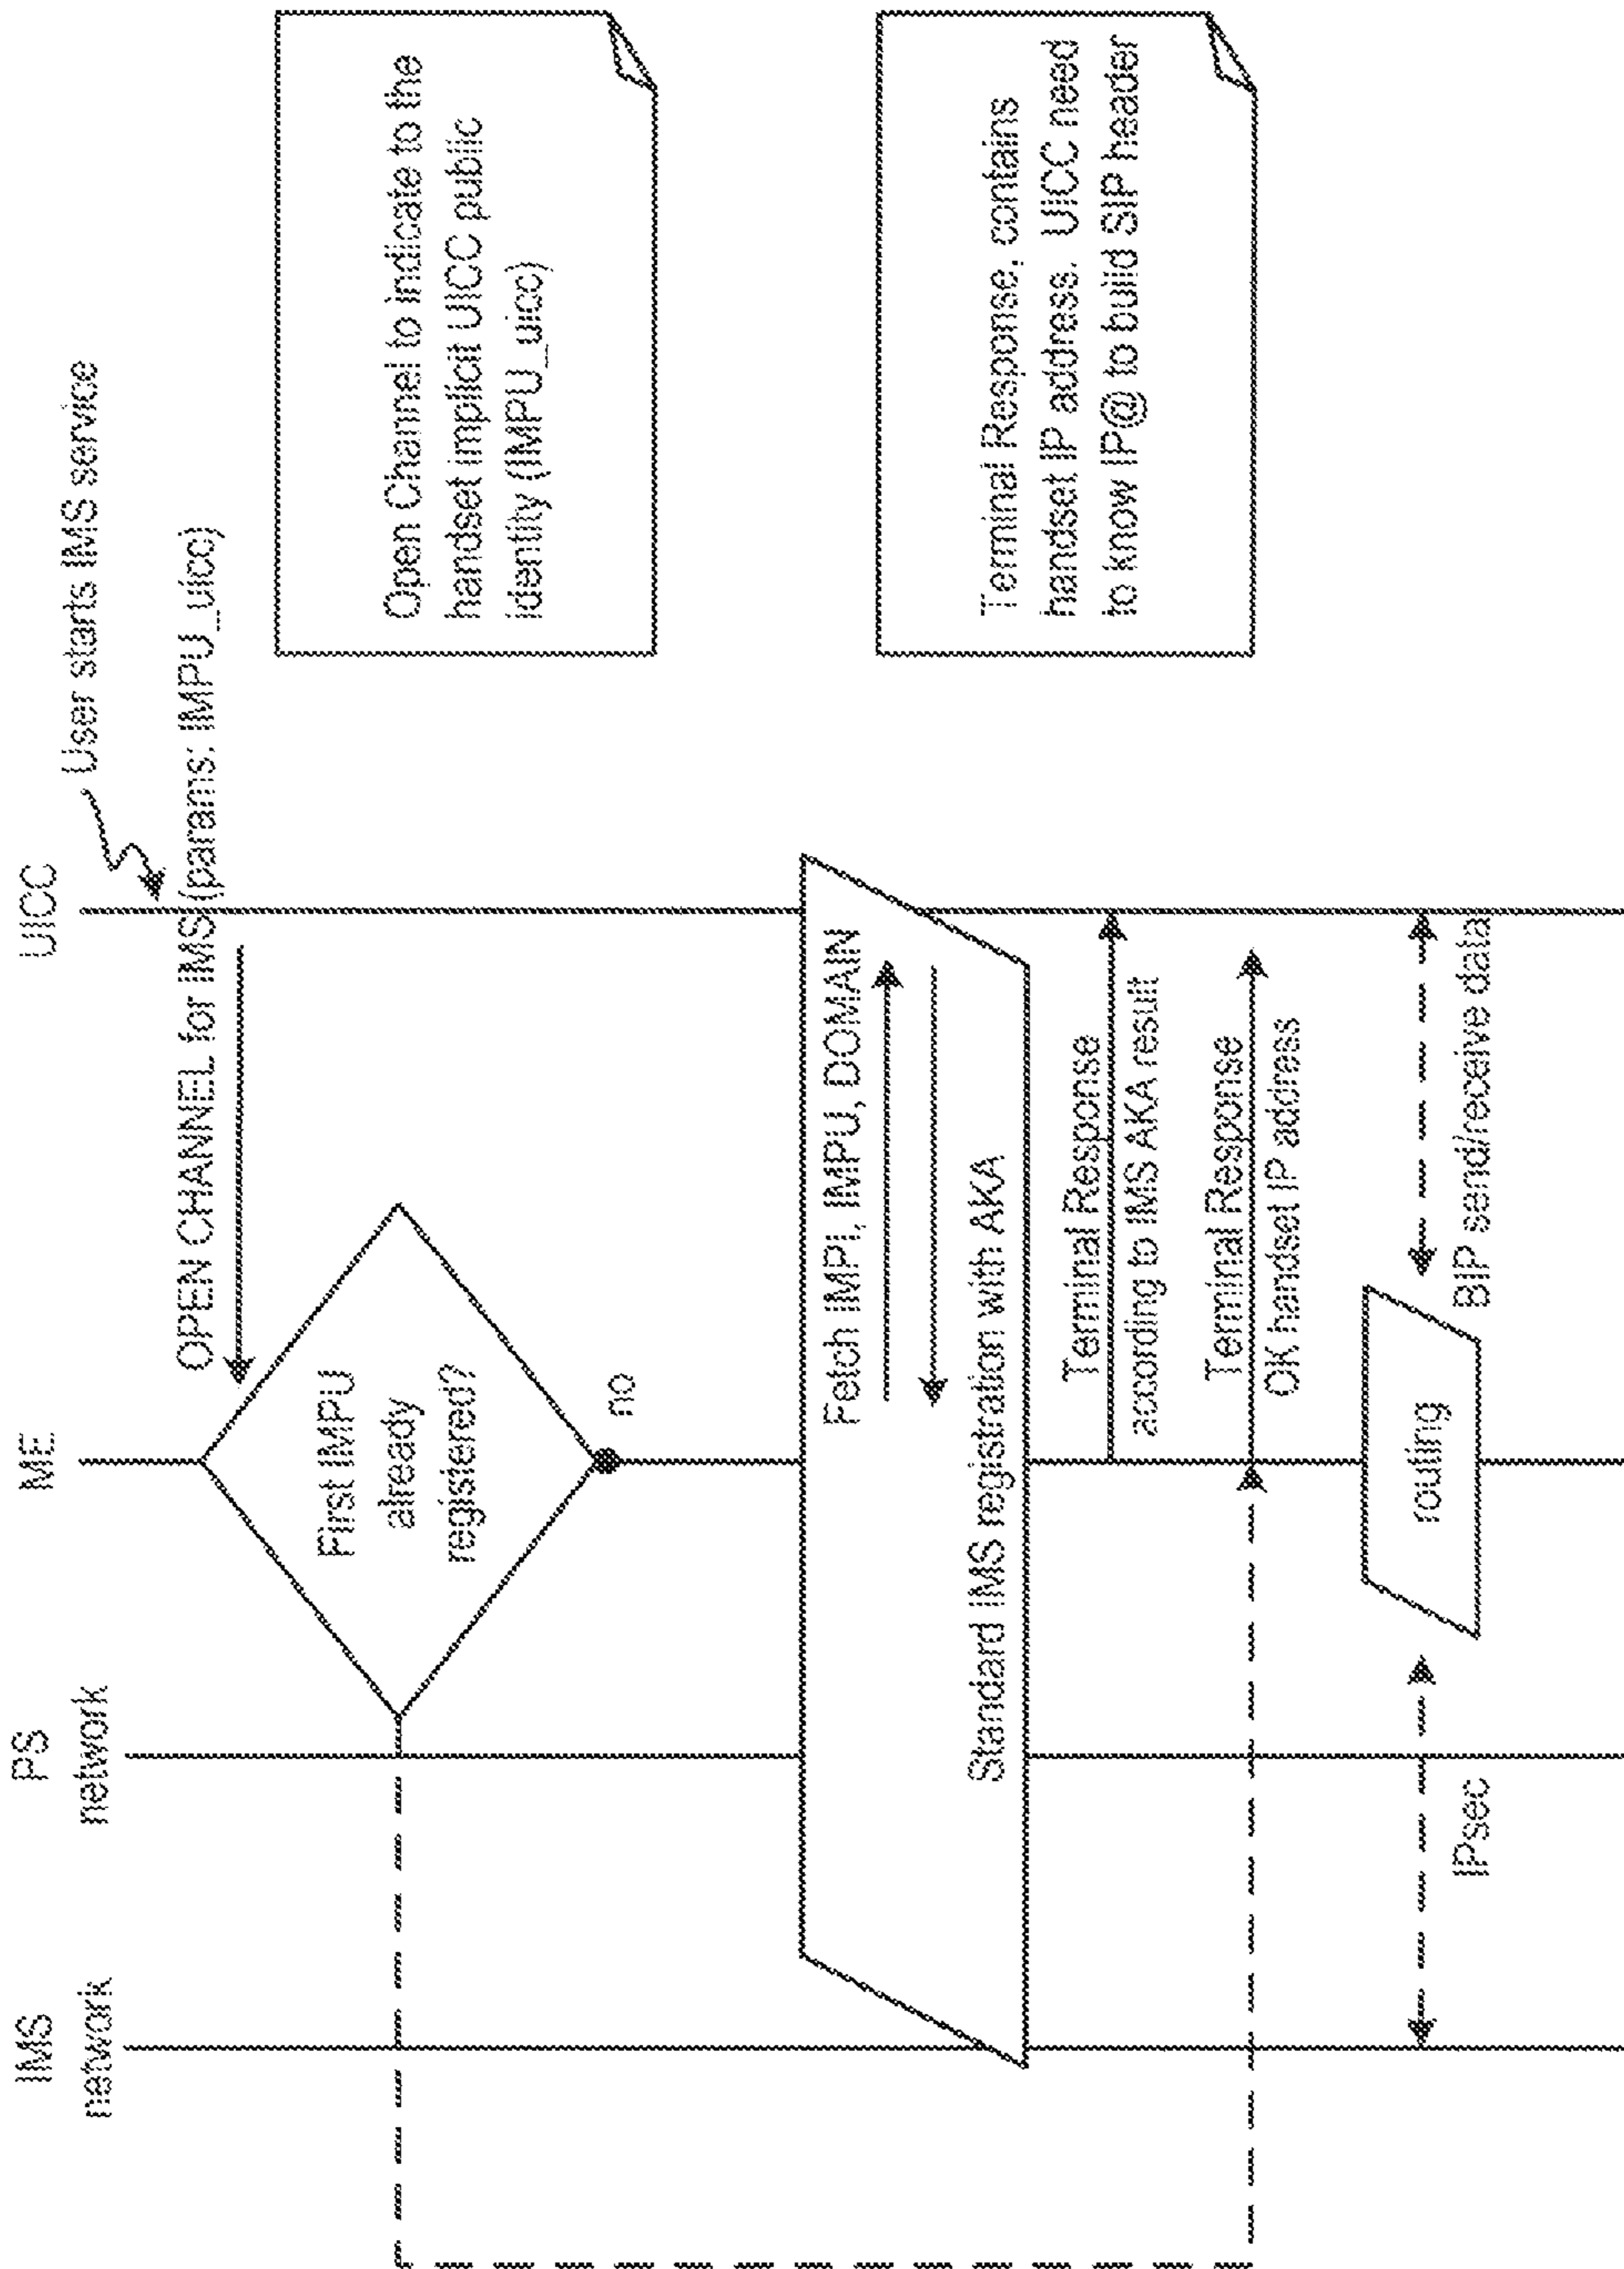 IMS
network
PS
network
ME
UICC
User starts IMS service
OPEN CHANNEL for IMS (params: IMPU_uicc)
First IMPU
already
registered?
no
Open Channel to indicate to the
handset implicit UICC public
identity (IMPU_uicc)
Fetch IMPI, IMPU, DOMAIN
Standard IMS registration with AKA
Terminal Response
according to IMS AKA result
Terminal Response
OK handset IP address
Terminal Response, contains
handset IP address. UICC need
to know IP@ to build SIP header
routing
IPsec
BIP send/receive data